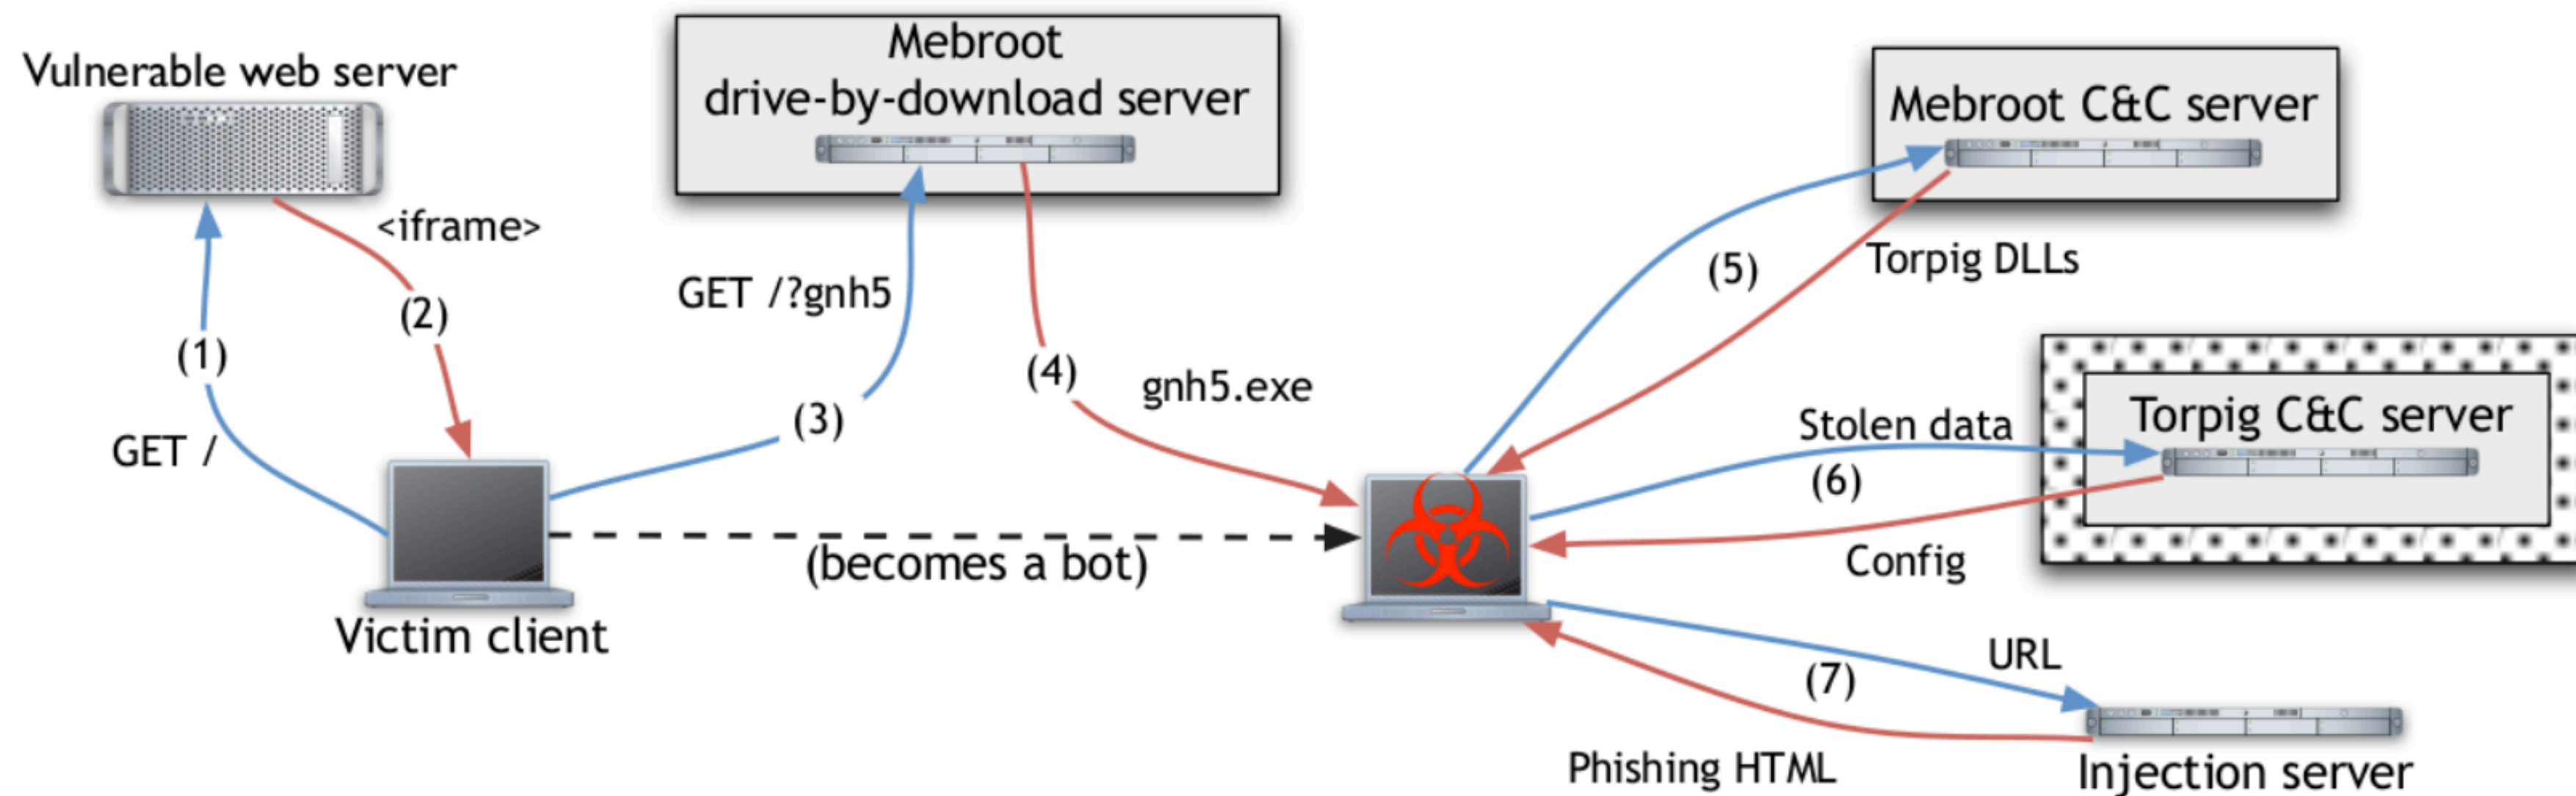 Vulnerable web server
Mebroot
drive-by-download server
Mebroot C&C server
<iframe>
GET /?gnh5
(5)
Torpig DLLs
(2)
(1)
(4)
gnh5.exe
(3)
GET /
Stolen data
Torpig C&C server
(6)
(becomes a bot)
Config
Victim client
URL
(7)
Phishing HTML
Injection server